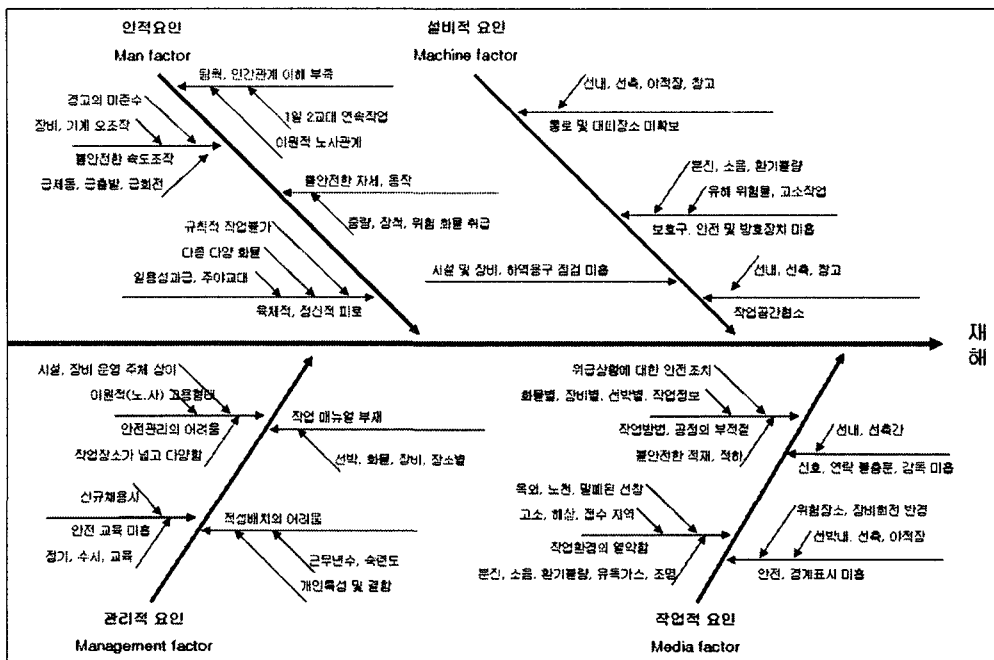 인적요인
Man factor
팀웍, 인간관계 이해 부족
1일 2교대 연속작업
이원적 노사관계
경고의 미준수
장비, 기계 오조작
불안전한 속도조작
급제동, 급출발, 급회전
불안전한 자세, 동작
중량, 장척, 위험 화물 취급
규칙적 작업불가
다종 다양 화물
일용성과급, 주야교대
육체적, 정신적 피로
설비적 요인
Machine factor
선내, 선측, 야적장, 창고
통로 및 대피장소 미확보
분진, 소음, 환기불량
유해 위험물, 고소작업
보호구, 안전 및 방호장치 미흡
시설 및 장비, 하역용구 점검 미흡
선내, 선측, 창고
작업공간협소
재해
시설, 장비 운영 주체 상이
이원적(노.사) 고용형태
안전관리의 어려움
작업장소가 넓고 다양함
작업 매뉴얼 부재
선박, 화물, 장비, 장소별
신규채용시
안전 교육 미흡
정기, 수시, 교육
적성배치의 어려움
근무년수, 숙련도
개인특성 및 결함
관리적 요인
Management factor
위급상황에 대한 안전조치
화물별, 장비별, 선박별, 작업정보
작업방법, 공정의 부적절
불안전한 적재, 적하
선내, 선측간
신호, 연락 불충분, 감독 미흡
옥외, 노천, 밀폐된 선창
고소, 해상, 접수 지역
작업환경의 열악함
분진, 소음, 환기불량, 유독가스, 조명
위험장소, 장비회전 반경
선박내, 선측, 야적장
안전, 경계표시 미흡
작업적 요인
Media factor